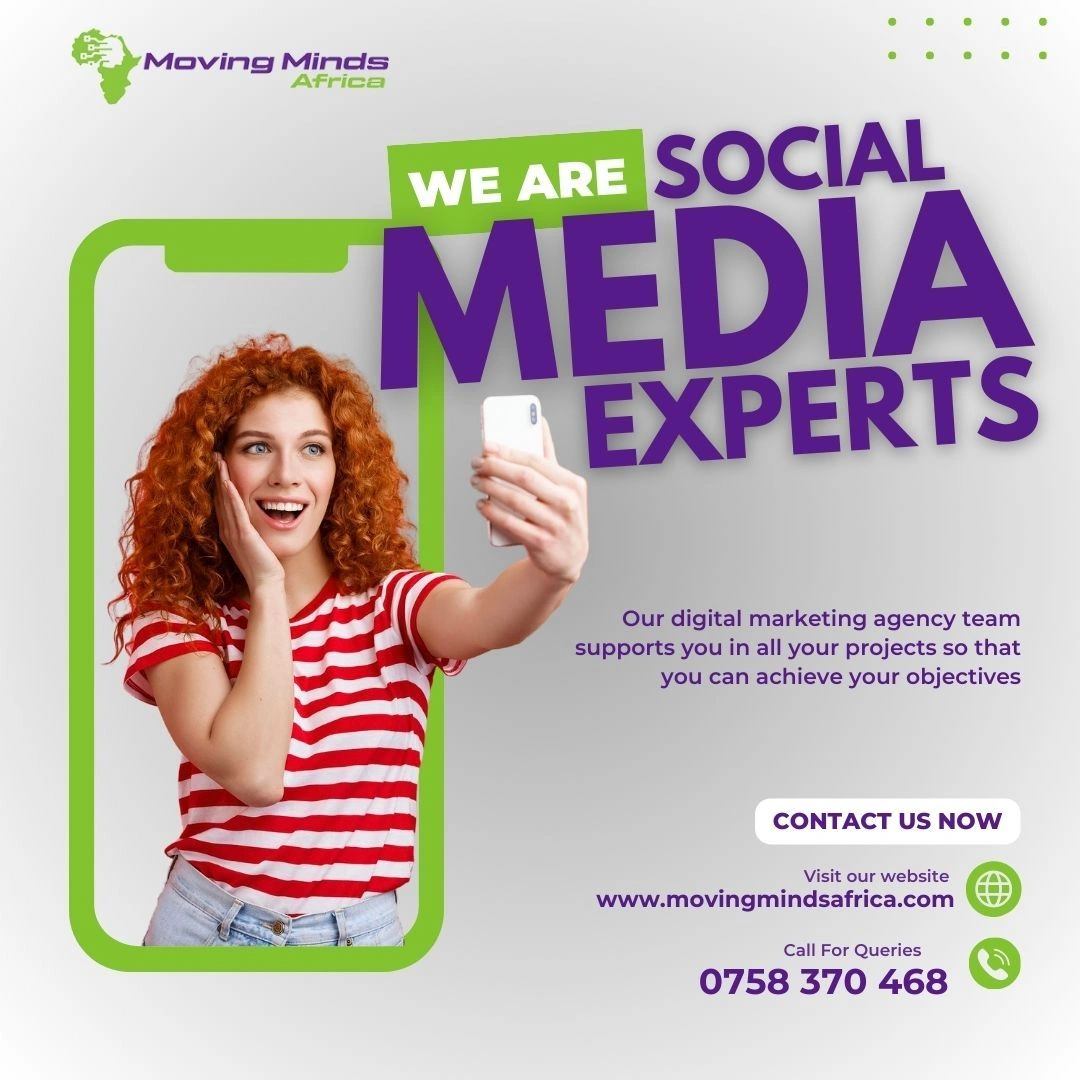 Moving Minds
Africa
WE ARE SOCIAL
MEDIA
EXPERTS
Our digital marketing agency team
supports you in all your projects so that
you can achieve your objectives
CONTACT US NOW
Visit our website
www.movingmindsafrica.com
Call For Queries
0758 370 468